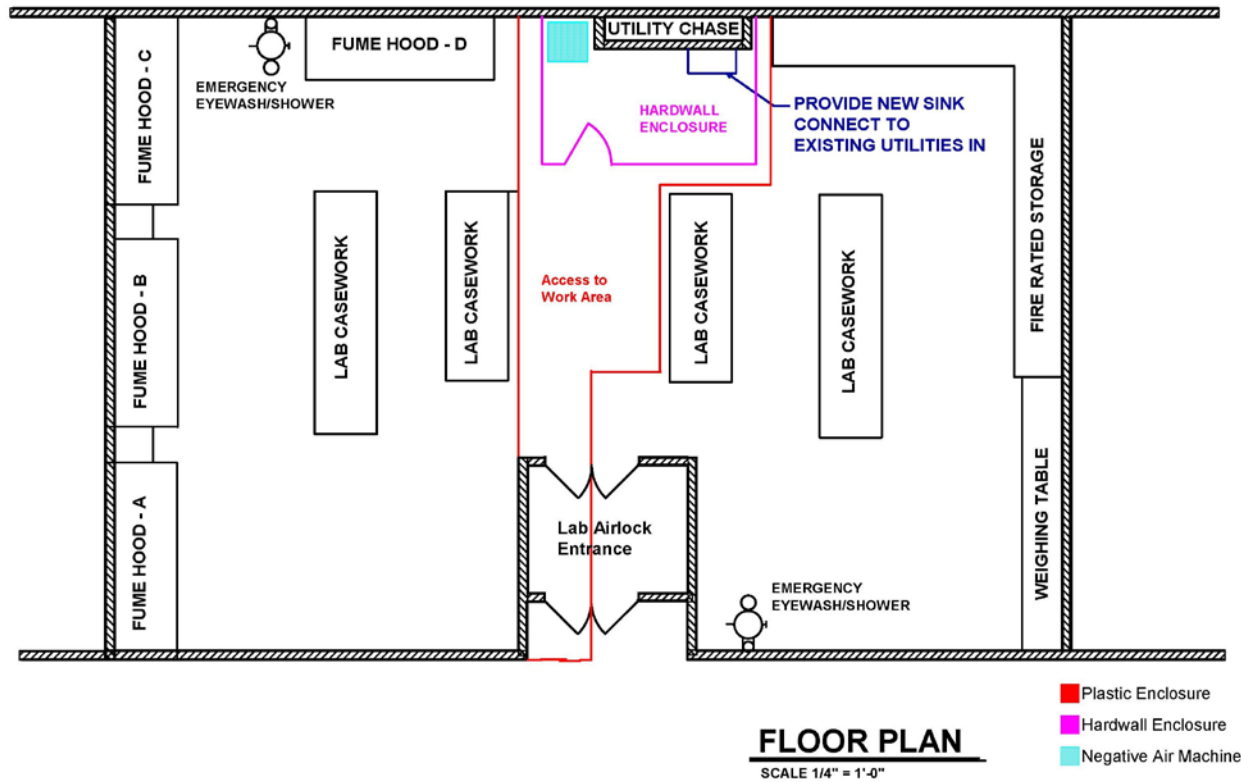 FUME HOOD - C
FUME HOOD - D
EMERGENCY
EYEWASH/SHOWER
UTILITY CHASE
HARDWALL
ENCLOSURE
PROVIDE NEW SINK
CONNECT TO
EXISTING UTILITIES IN
FUME HOOD - B
LAB CASEWORK
LAB CASEWORK
Access to
Work Area
LAB CASEWORK
LAB CASEWORK
FIRE RATED STORAGE
FUME HOOD - A
Lab Airlock
Entrance
EMERGENCY
EYEWASH/SHOWER
WEIGHING TABLE
Plastic Enclosure
Hardwall Enclosure
Negative Air Machine
FLOOR PLAN
SCALE 1/4" = 1'-0"